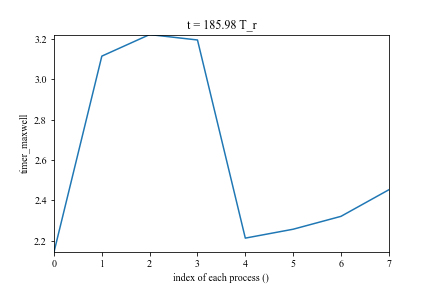 t = 185.98 T_r
3.2
3.0
2.8
2.6
2.4
2.2
timer_maxwell
0 1 2 3 4 5 6 7
index of each process ()